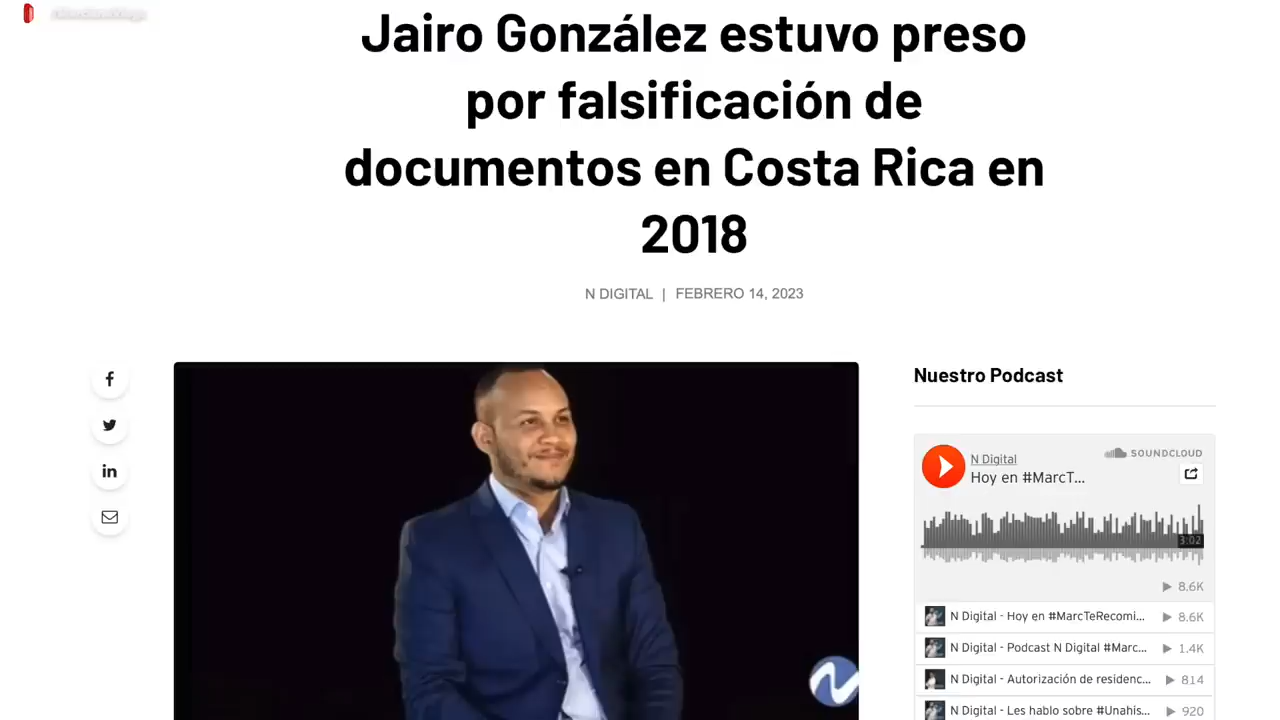 Jairo González estuvo preso
por falsificación de
documentos en Costa Rica en
2018
N DIGITAL | FEBRERO 14, 2023
Nuestro Podcast
N Digital
SOUNDCLOUD
Hoy en #MarcT...
3:02
8.6K
N Digital - Hoy en #MarcTeRecomi... 8.6K
N Digital - Podcast N Digital #Marc... 1.4K
N Digital - Autorización de residenc... 814
N Digital - Les hablo sobre #Unahis... 920